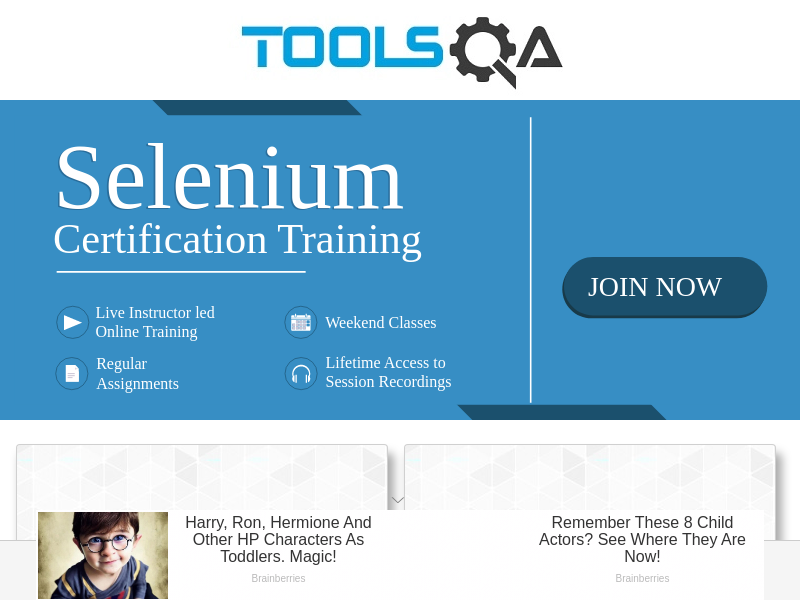 TOOLSQA
Selenium
Certification Training
Live Instructor led
Online Training
Weekend Classes
Regular
Assignments
Lifetime Access to
Session Recordings
JOIN NOW
Harry, Ron, Hermione And
Other HP Characters As
Toddlers. Magic!
Brainberries
Remember These 8 Child
Actors? See Where They Are
Now!
Brainberries